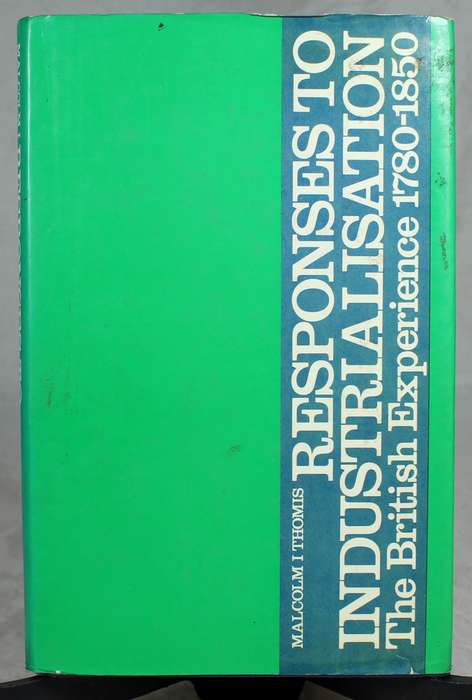 MALCOLM I THOMIS RESPONSES TO
INDUSTRIALISATION
The British Experience 1780-1850